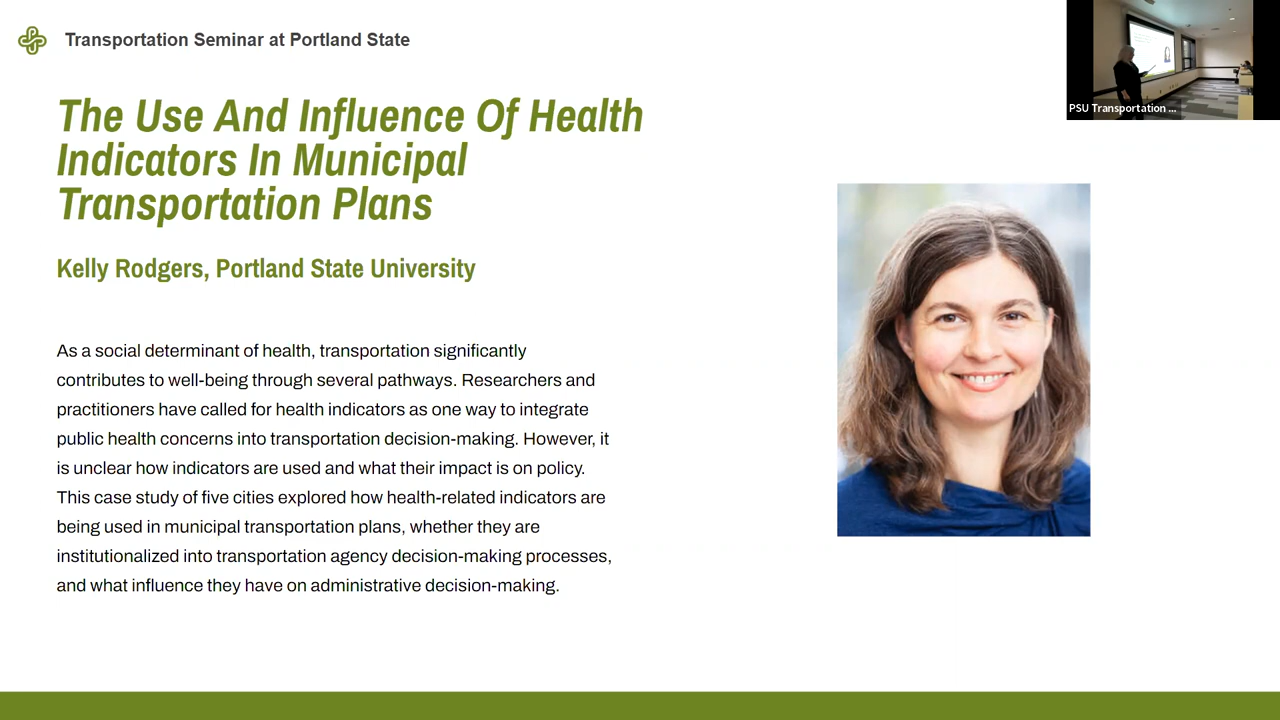 Transportation Seminar at Portland State
PSU Transportation ...
The Use And Influence Of Health
Indicators In Municipal
Transportation Plans
Kelly Rodgers, Portland State University
As a social determinant of health, transportation significantly
contributes to well-being through several pathways. Researchers and
practitioners have called for health indicators as one way to integrate
public health concerns into transportation decision-making. However, it
is unclear how indicators are used and what their impact is on policy.
This case study of five cities explored how health-related indicators are
being used in municipal transportation plans, whether they are
institutionalized into transportation agency decision-making processes,
and what influence they have on administrative decision-making.